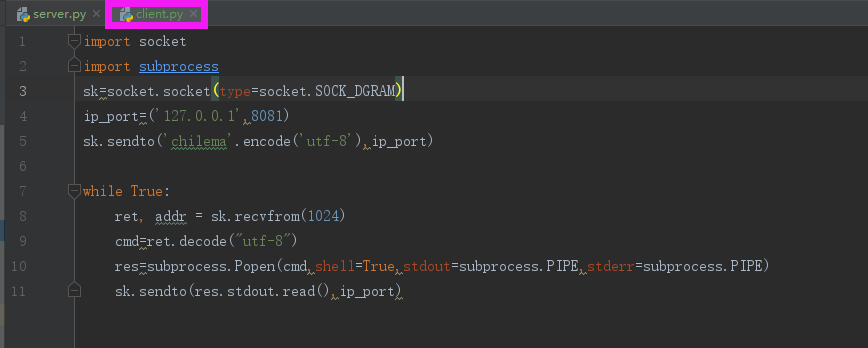 server.py client.py
1 import socket
2 import subprocess
3 sk=socket.socket(type=socket.SOCK_DGRAM)
4 ip_port=('127.0.0.1',8081)
5 sk.sendto('chilema'.encode('utf-8'),ip_port)
6
7 while True:
8     ret, addr = sk.recvfrom(1024)
9     cmd=ret.decode("utf-8")
10     res=subprocess.Popen(cmd,shell=True,stdout=subprocess.PIPE,stderr=subprocess.PIPE)
11     sk.sendto(res.stdout.read(),ip_port)